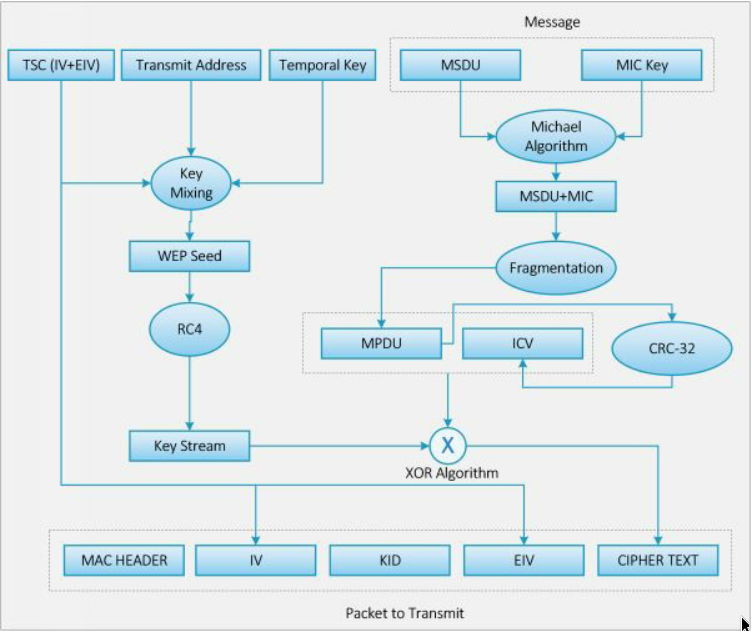 Message
TSC (IV+EIV)
Transmit Address
Temporal Key
MSDU
MIC Key
Michael
Algorithm
Key
Mixing
MSDU+MIC
WEP Seed
Fragmentation
RC4
MPDU
ICV
CRC-32
Key Stream
X
XOR Algorithm
MAC HEADER
IV
KID
EIV
CIPHER TEXT
Packet to Transmit